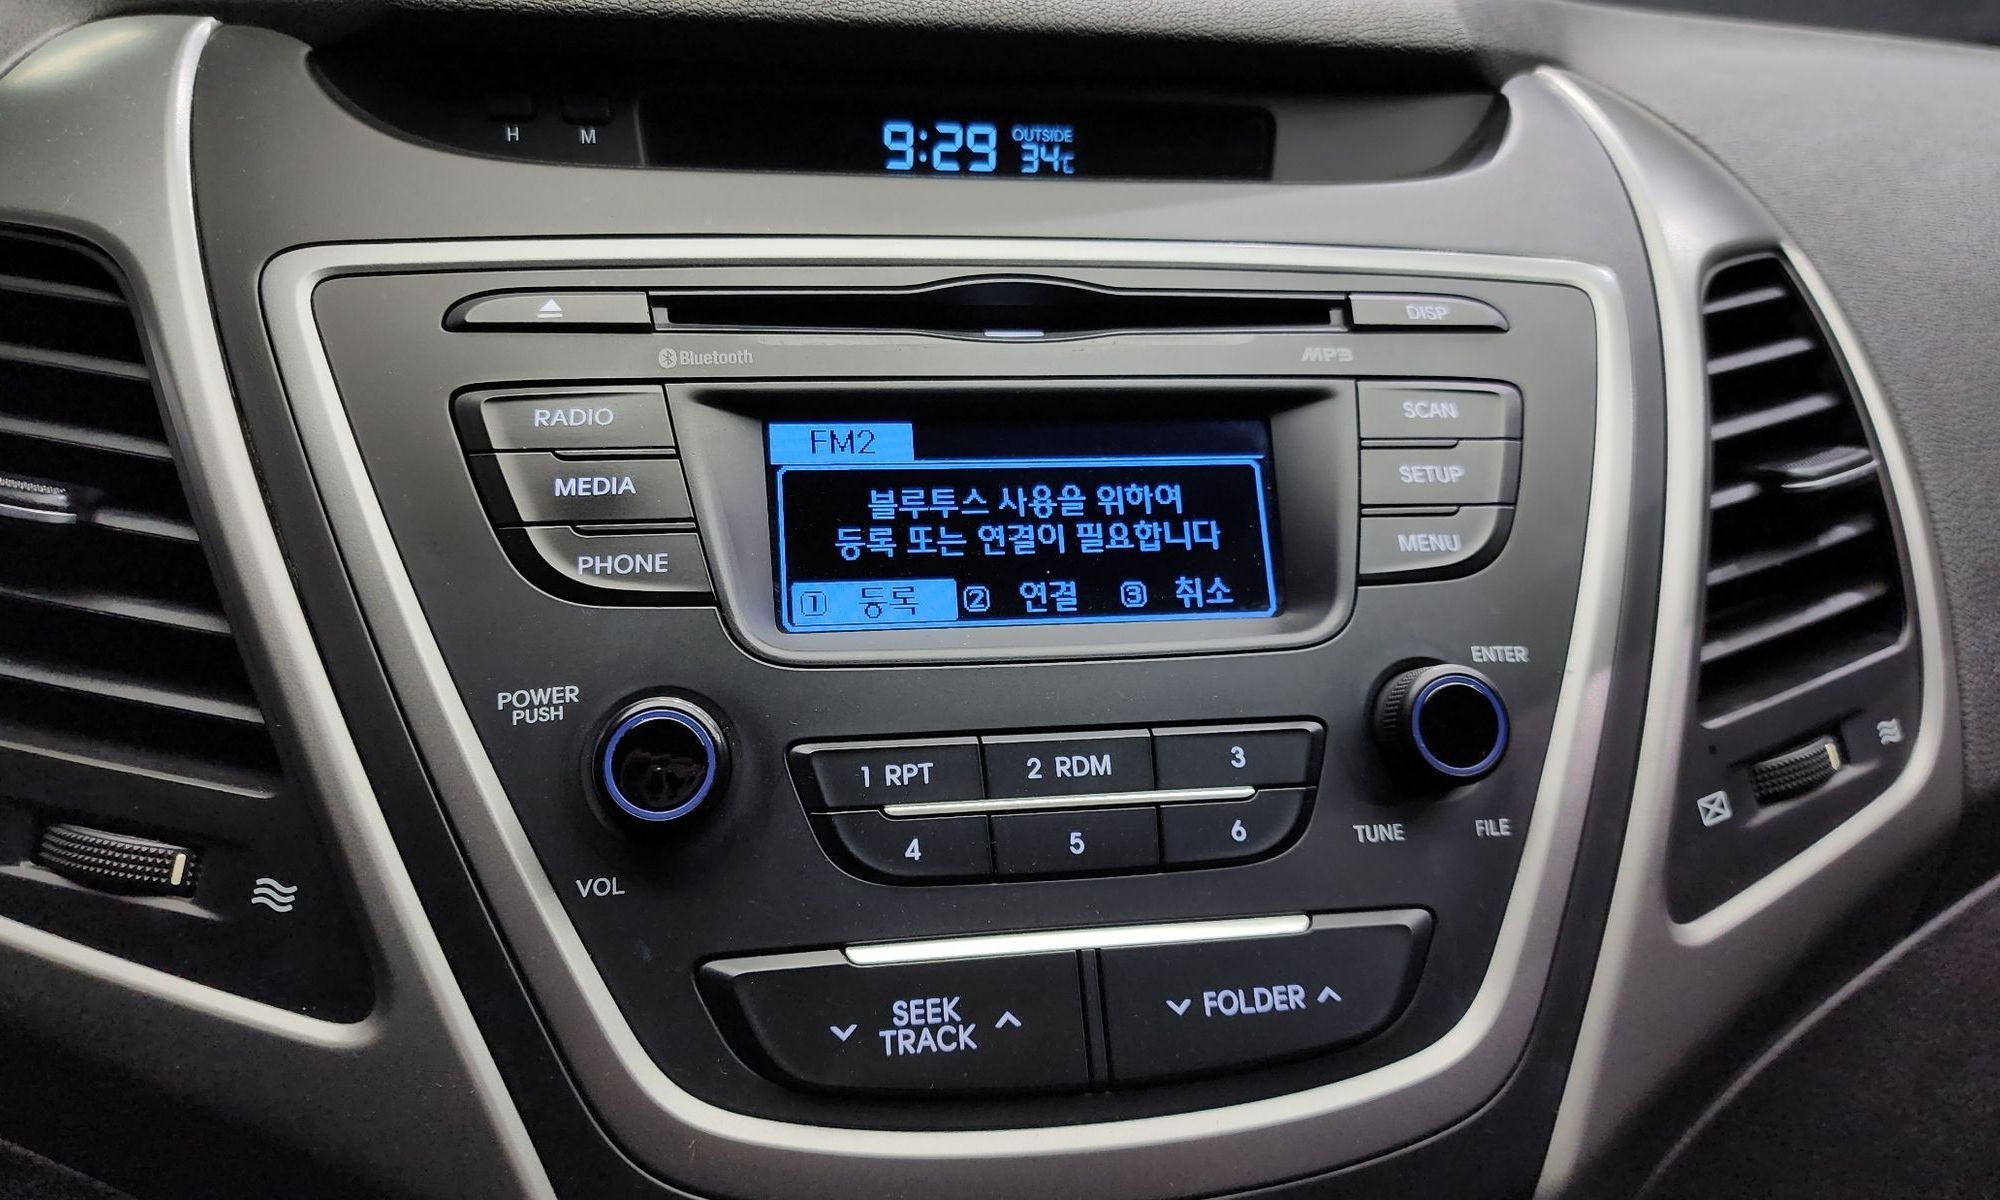 H M
9:29 OUTSIDE 34℃
DISP
Bluetooth
MP3
RADIO
MEDIA
PHONE
FM2
블루투스 사용을 위하여
등록 또는 연결이 필요합니다
1 등록 2 연결 3 취소
SCAN
SETUP
MENU
POWER
PUSH
VOL
1 RPT 2 RDM 3
4 5 6
ENTER
TUNE FILE
SEEK
TRACK
FOLDER